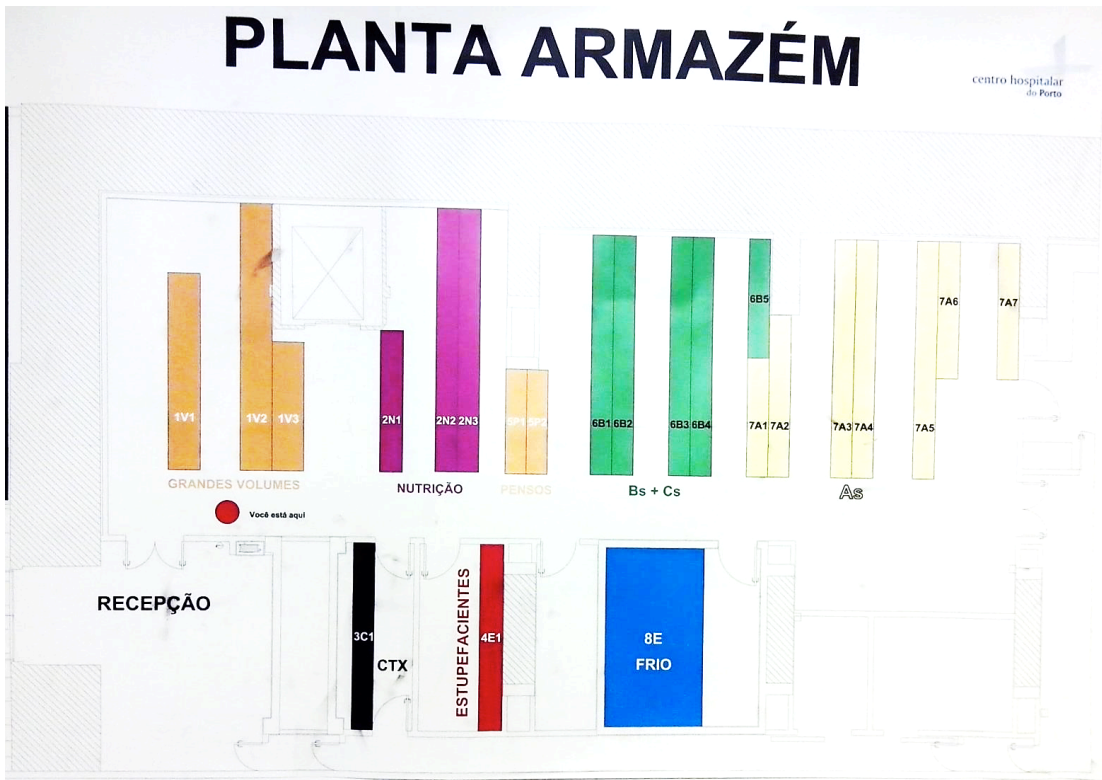 PLANTA ARMAZÉM
centro hospitalar
do Porto
6B5
7A6
7A7
1V1
1V2
1V3
2N1
2N2
2N3
5P1
5P2
6B1
6B2
6B3
6B4
7A1
7A2
7A3
7A4
7A5
GRANDES VOLUMES
NUTRIÇÃO
PENSOS
Bs + Cs
As
Você está aqui
RECEPÇÃO
3C1
CTX
ESTUPEFACIENTES
4E1
8E
FRIO